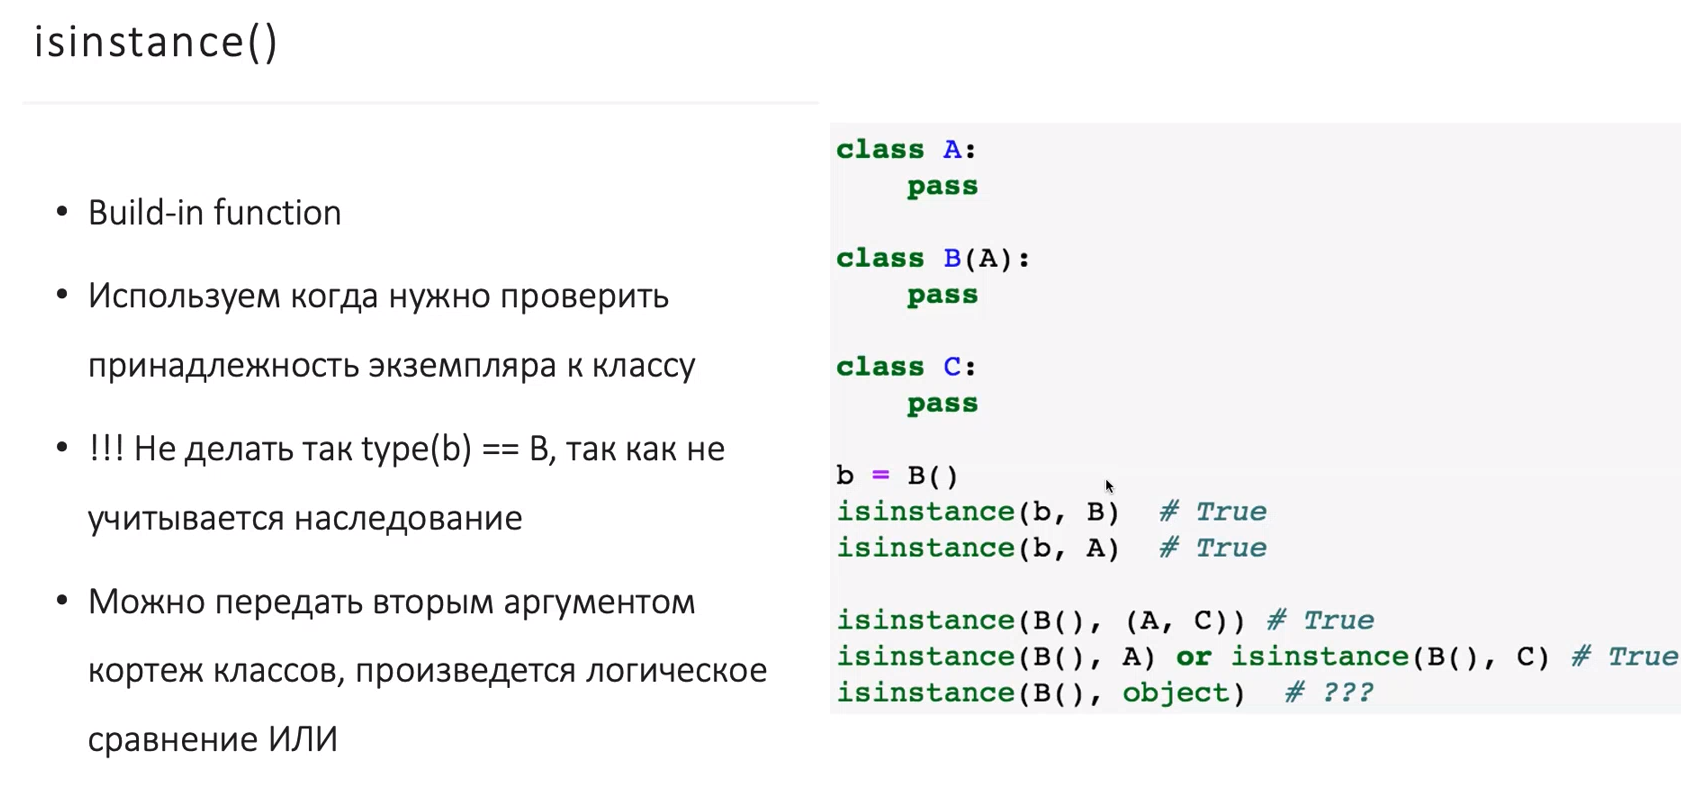 isinstance()
• Build-in function
• Используем когда нужно проверить
принадлежность экземпляра к классу
• !!! Не делать так type(b) == B, так как не
учитывается наследование
• Можно передать вторым аргументом
кортеж классов, произведется логическое
сравнение ИЛИ
class A:
    pass
class B(A):
    pass
class C:
    pass
b = B()
isinstance(b, B)  # True
isinstance(b, A)  # True
isinstance(B(), (A, C)) # True
isinstance(B(), A) or isinstance(B(), C) # True
isinstance(B(), object)  # ???